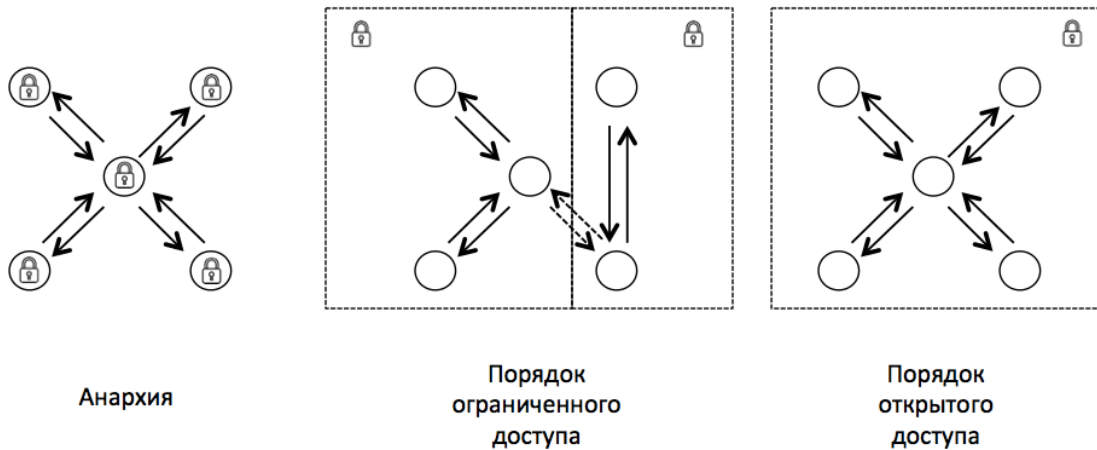 Анархия
Порядок
ограниченного
доступа
Порядок
открытого
доступа